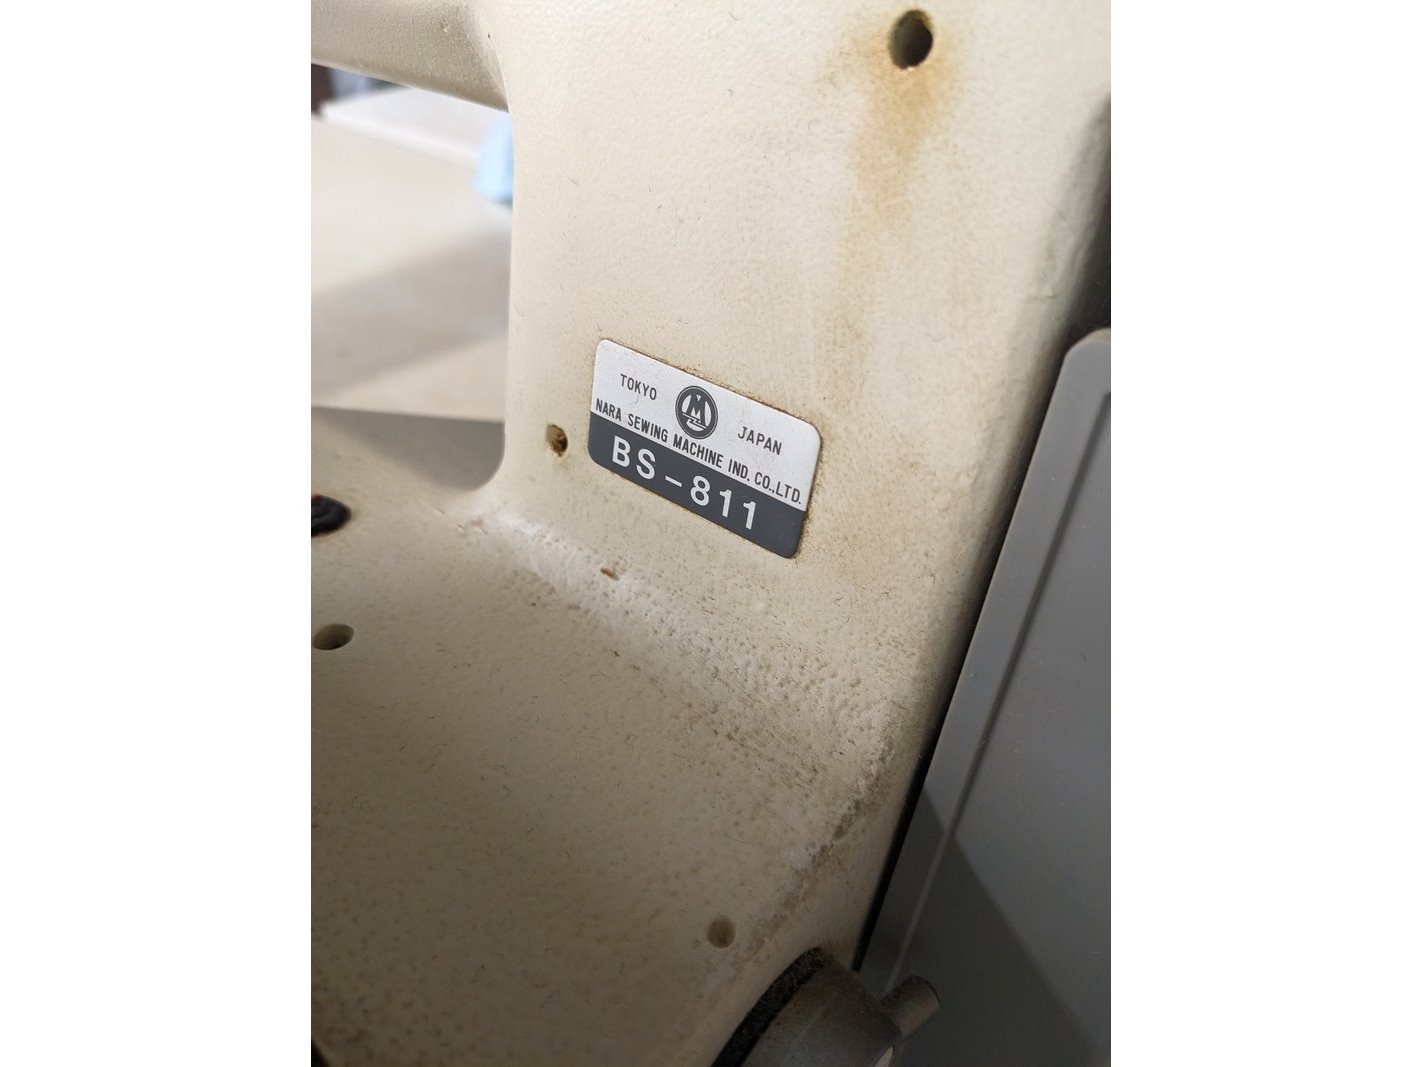 TOKYO JAPAN
NARA SEWING MACHINE IND. CO.,LTD.
BS-811